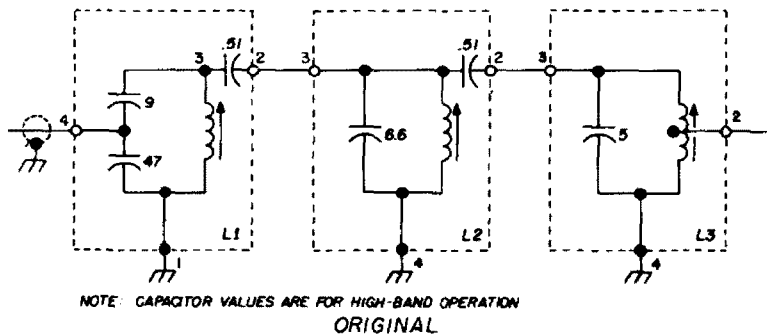 3 .51 2 3 .51 2 3
9
4 6.6 5 2
47
L1 L2 L3
1 4 4
NOTE: CAPACITOR VALUES ARE FOR HIGH-BAND OPERATION
ORIGINAL